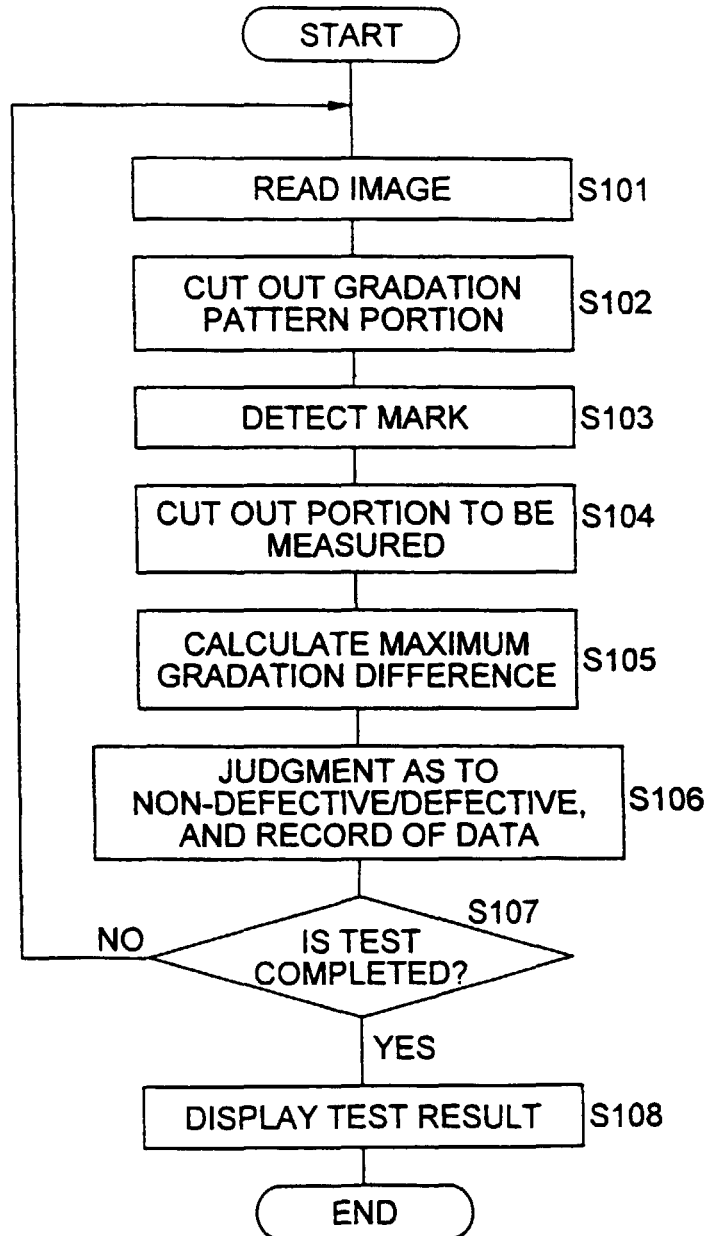 START
READ IMAGE
S101
CUT OUT GRADATION
PATTERN PORTION
S102
DETECT MARK
S103
CUT OUT PORTION TO BE
MEASURED
S104
CALCULATE MAXIMUM
GRADATION DIFFERENCE
S105
JUDGMENT AS TO
NON-DEFECTIVE/DEFECTIVE,
AND RECORD OF DATA
S106
S107
NO
IS TEST
COMPLETED?
YES
DISPLAY TEST RESULT
S108
END